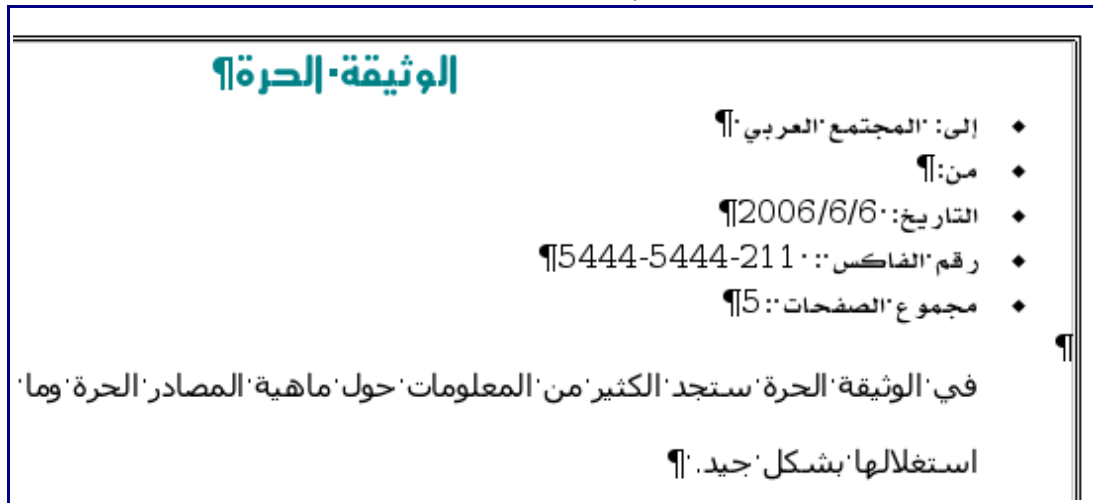 الوثيقة الحرة
إلى: المجتمع العربي
من:
التاريخ: 2006/6/6
رقم الفاكس : 211-5444-5444
مجموع الصفحات : 5
في الوثيقة الحرة ستجد الكثير من المعلومات حول ماهية المصادر الحرة وما
استغلالها بشكل جيد.